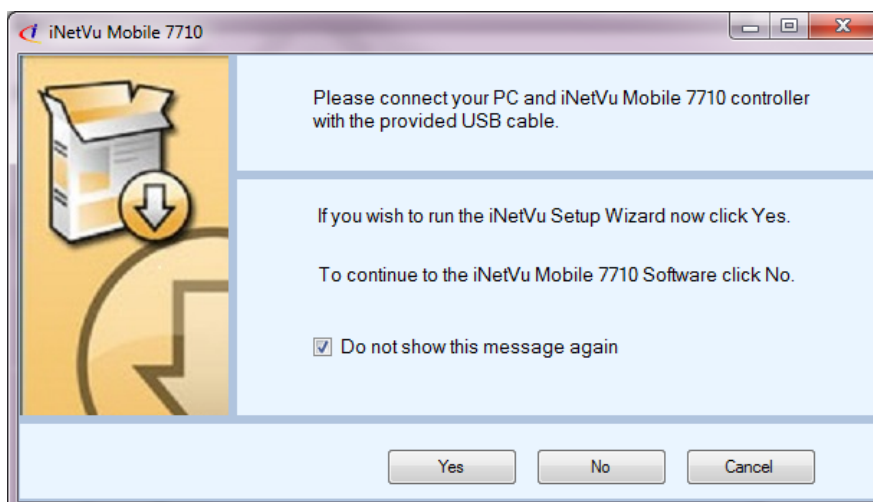 iNetVu Mobile 7710
Please connect your PC and iNetVu Mobile 7710 controller
with the provided USB cable.
If you wish to run the iNetVu Setup Wizard now click Yes.
To continue to the iNetVu Mobile 7710 Software click No.
Do not show this message again
Yes
No
Cancel